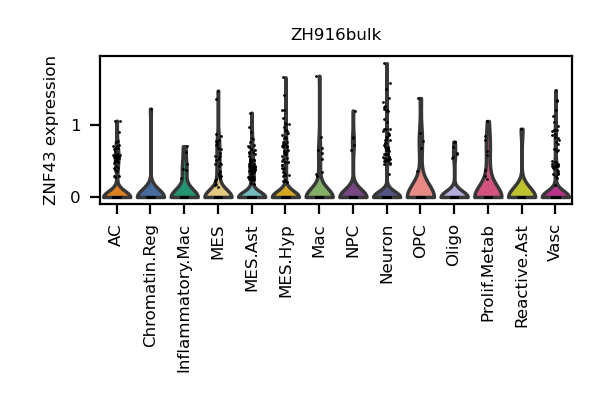 ZH916bulk
ZNF43 expression
1
0
AC
Chromatin.Reg
Inflammatory.Mac
MES
MES.Ast
MES.Hyp
Mac
NPC
Neuron
OPC
Oligo
Prolif.Metab
Reactive.Ast
Vasc